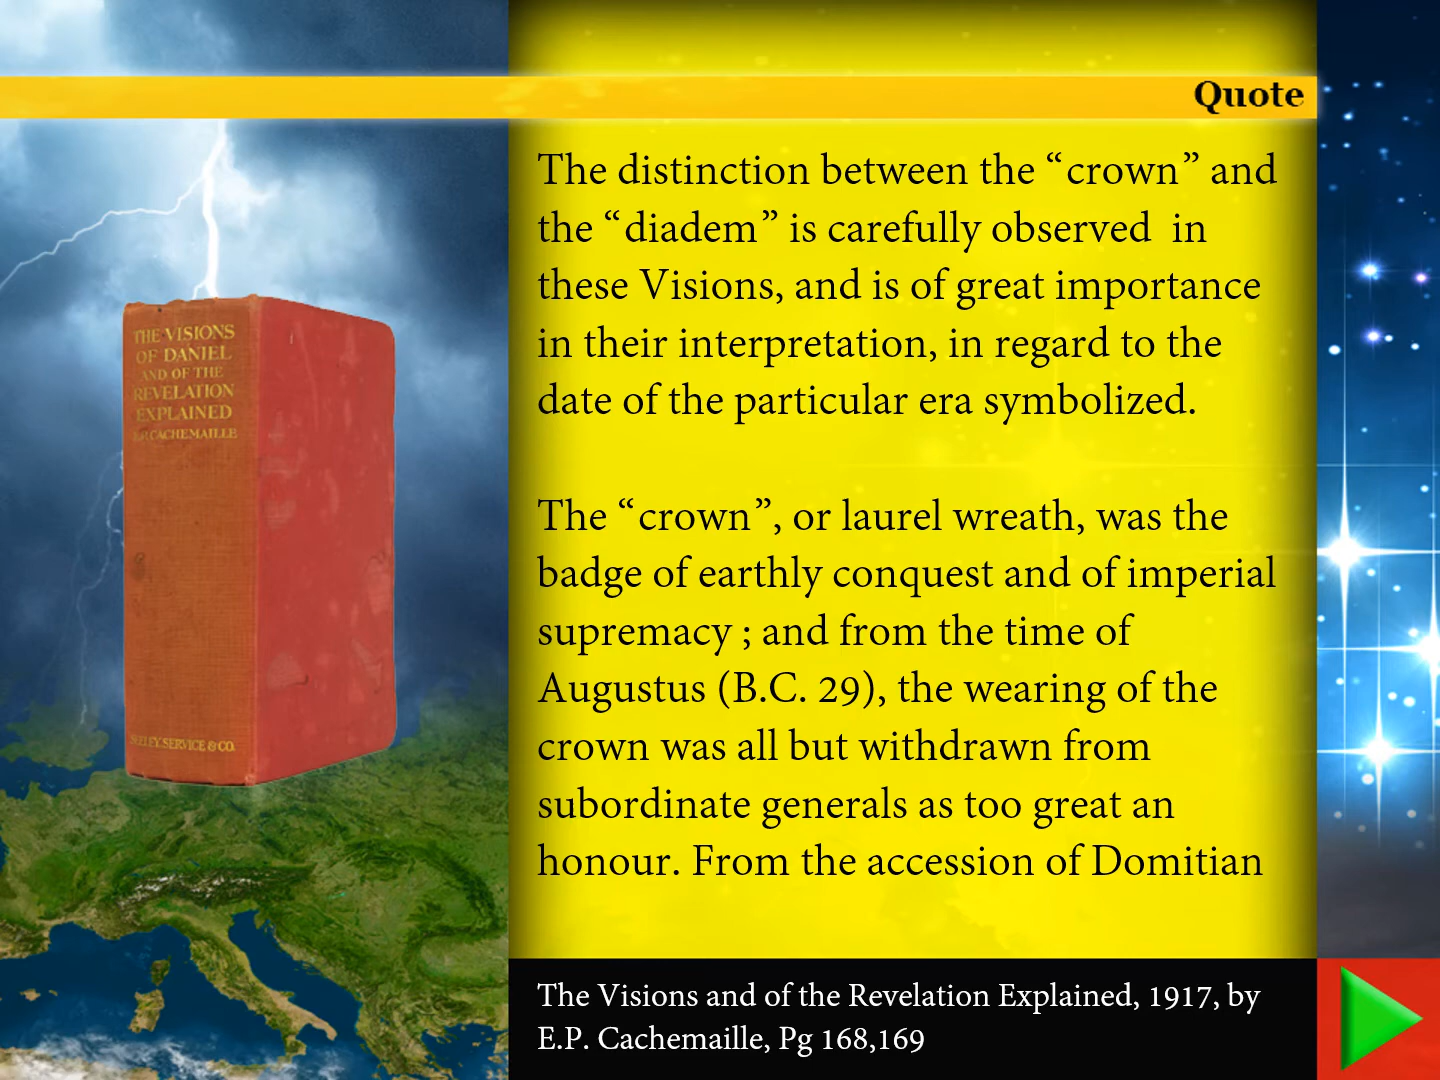 Quote
THE VISIONS
OF DANIEL
AND OF THE
REVELATION
EXPLAINED
E.P. CACHEMAILLE
SEELEY, SERVICE & CO.
The distinction between the “crown” and
the “diadem” is carefully observed in
these Visions, and is of great importance
in their interpretation, in regard to the
date of the particular era symbolized.
The “crown”, or laurel wreath, was the
badge of earthly conquest and of imperial
supremacy ; and from the time of
Augustus (B.C. 29), the wearing of the
crown was all but withdrawn from
subordinate generals as too great an
honour. From the accession of Domitian
The Visions and of the Revelation Explained, 1917, by
E.P. Cachemaille, Pg 168,169